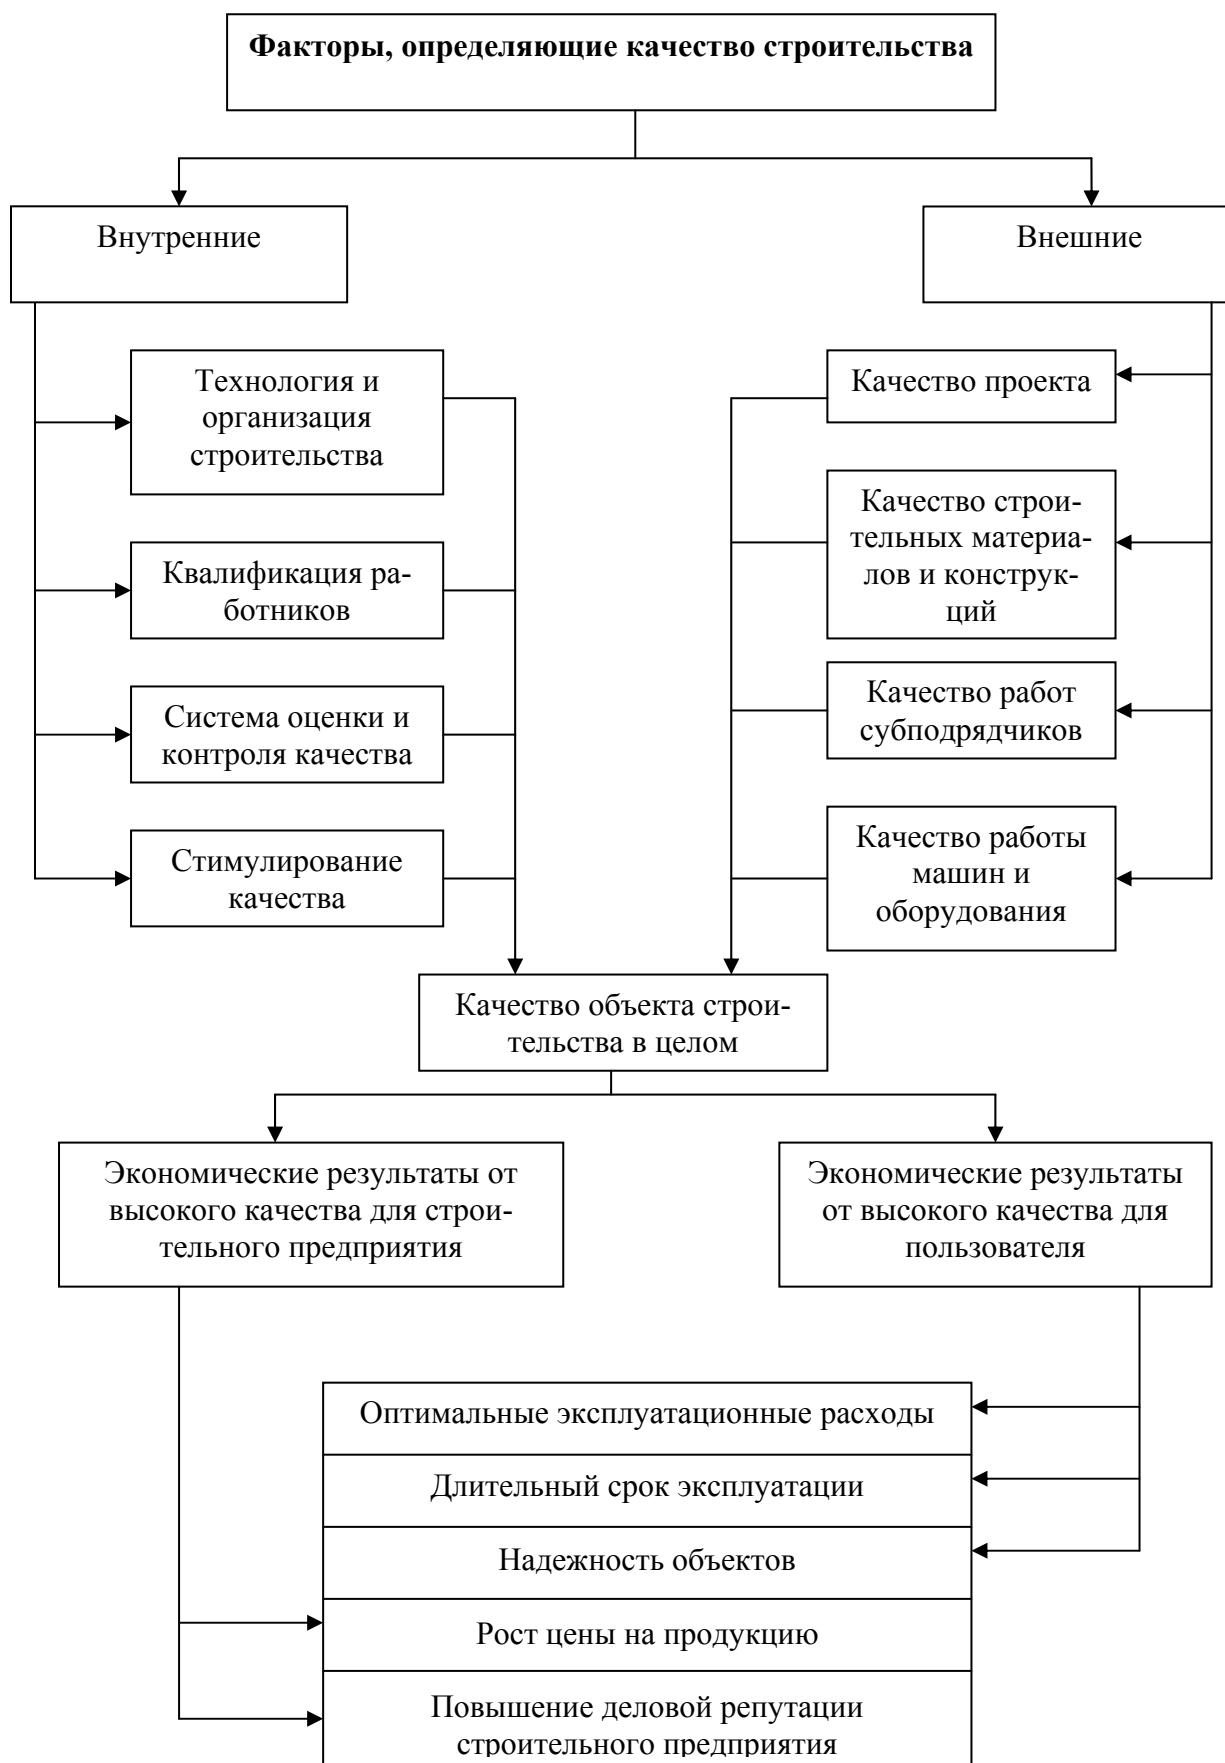 Факторы, определяющие качество строительства
Внутренние
Внешние
Технология и
организация
строительства
Квалификация ра-
ботников
Система оценки и
контроля качества
Стимулирование
качества
Качество проекта
Качество строи-
тельных материа-
лов и конструк-
ций
Качество работ
субподрядчиков
Качество работы
машин и
оборудования
Качество объекта строи-
тельства в целом
Экономические результаты от
высокого качества для строи-
тельного предприятия
Экономические результаты
от высокого качества для
пользователя
Оптимальные эксплуатационные расходы
Длительный срок эксплуатации
Надежность объектов
Рост цены на продукцию
Повышение деловой репутации
строительного предприятия